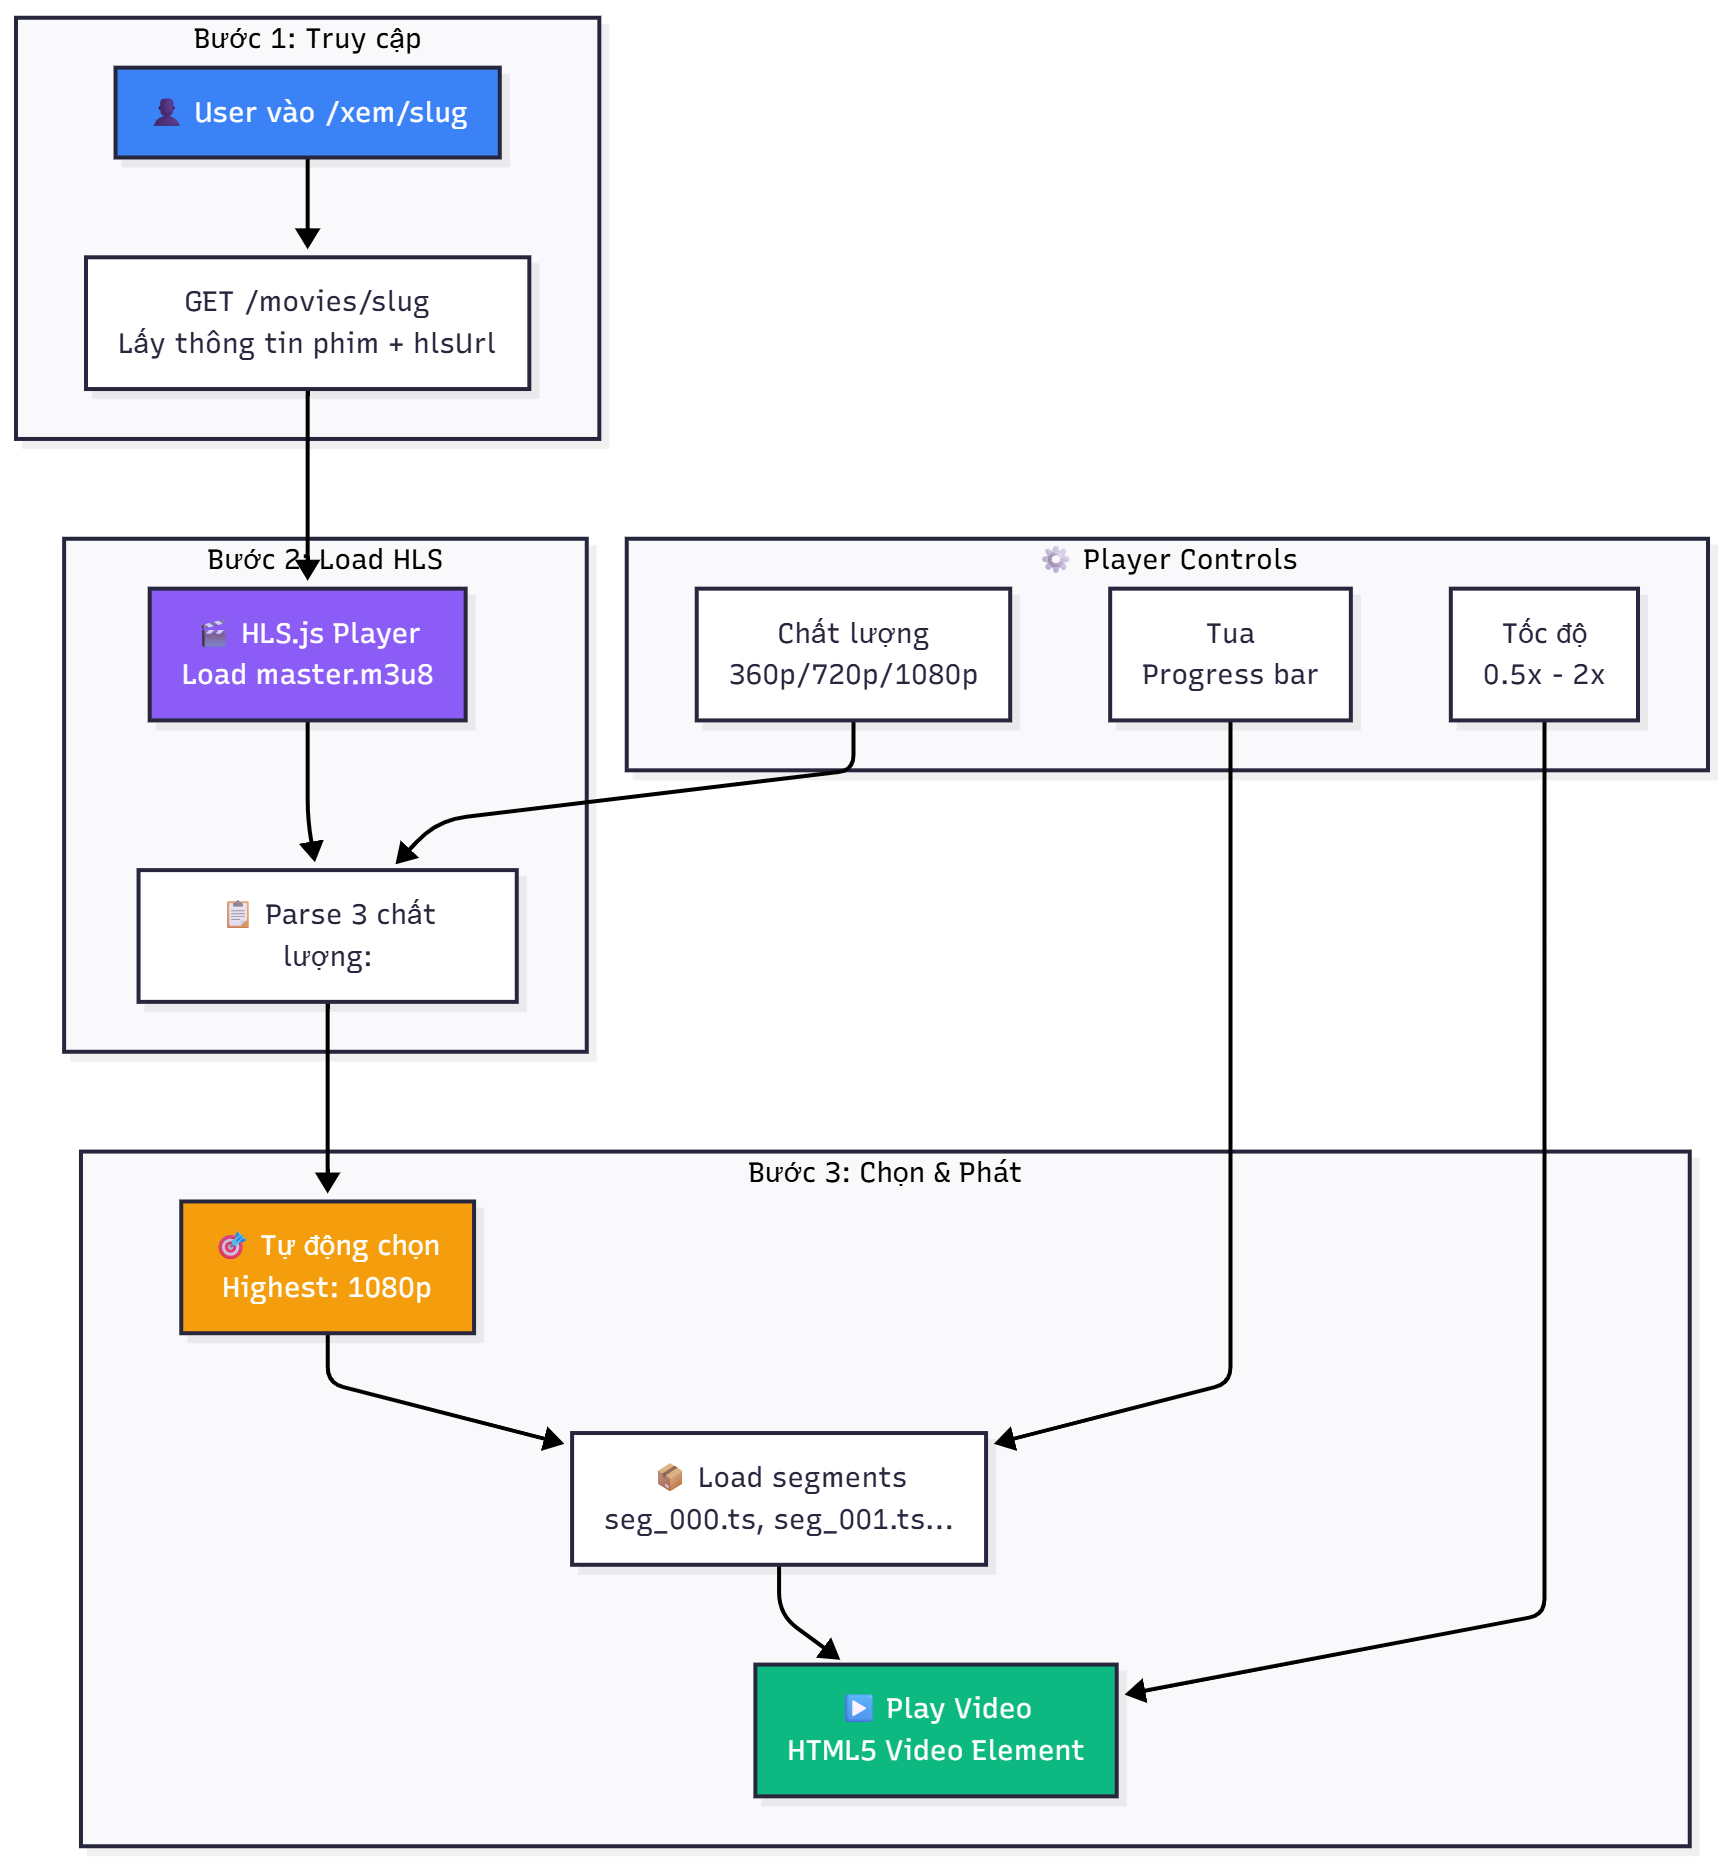 Bước 1: Truy cập
User vào /xem/slug
GET /movies/slug
Lấy thông tin phim + hlsUrl
Bước 2: Load HLS
HLS.js Player
Load master.m3u8
Player Controls
Chất lượng
360p/720p/1080p
Tua
Progress bar
Tốc độ
0.5x - 2x
Parse 3 chất
lượng:
Bước 3: Chọn & Phát
Tự động chọn
Highest: 1080p
Load segments
seg_000.ts, seg_001.ts...
Play Video
HTML5 Video Element